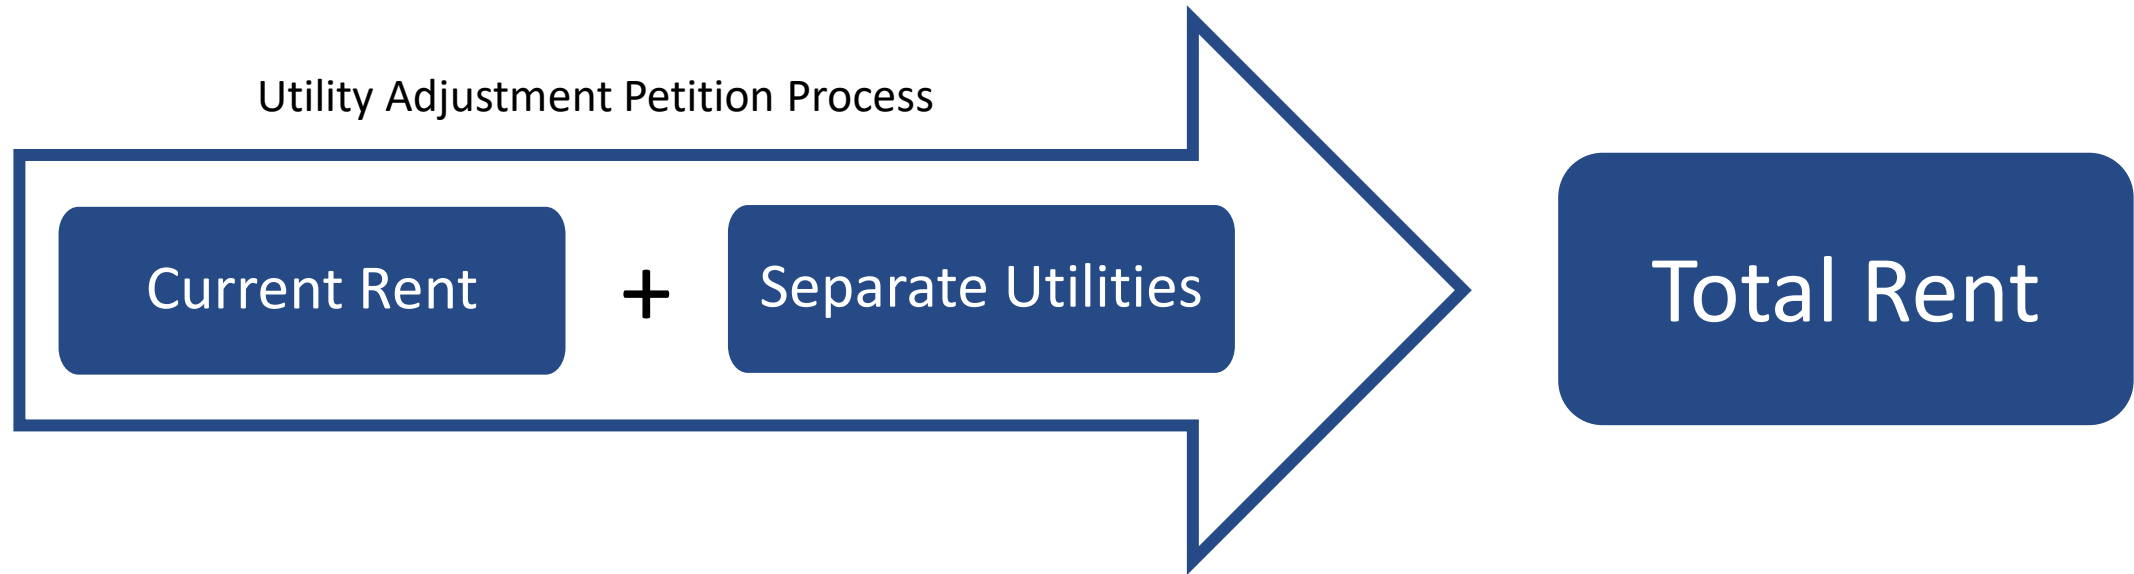 Utility Adjustment Petition Process
Current Rent
+
Separate Utilities
Total Rent